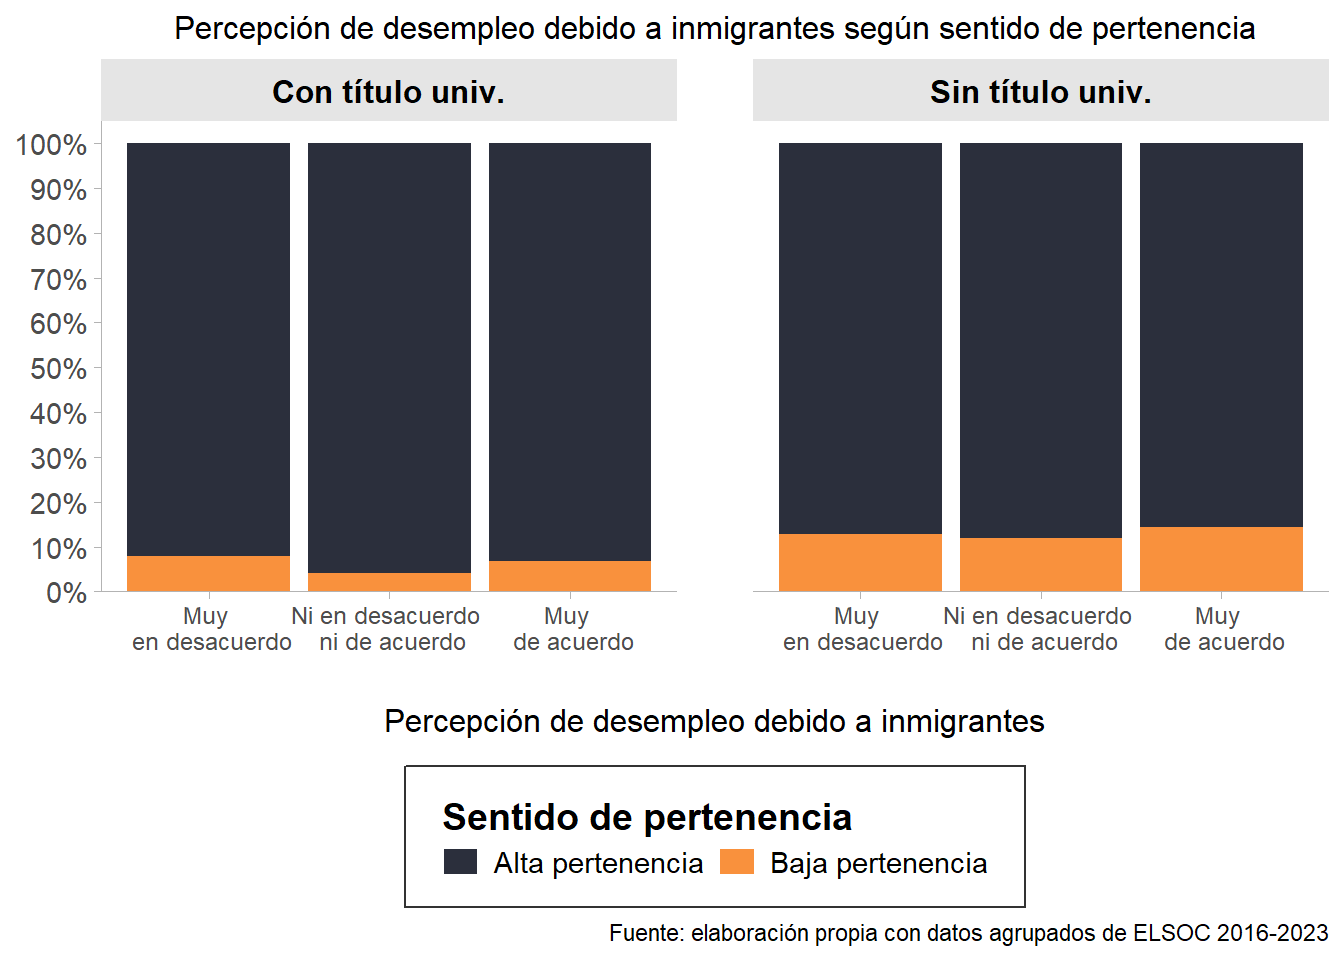 Percepción de desempleo debido a inmigrantes según sentido de pertenencia
Con título univ.
Sin título univ.
100%
90%
80%
70%
60%
50%
40%
30%
20%
10%
0%
Muy
en desacuerdo
Ni en desacuerdo
ni de acuerdo
Muy
de acuerdo
Muy
en desacuerdo
Ni en desacuerdo
ni de acuerdo
Muy
de acuerdo
Percepción de desempleo debido a inmigrantes
Sentido de pertenencia
Alta pertenencia
Baja pertenencia
Fuente: elaboración propia con datos agrupados de ELSOC 2016-2023